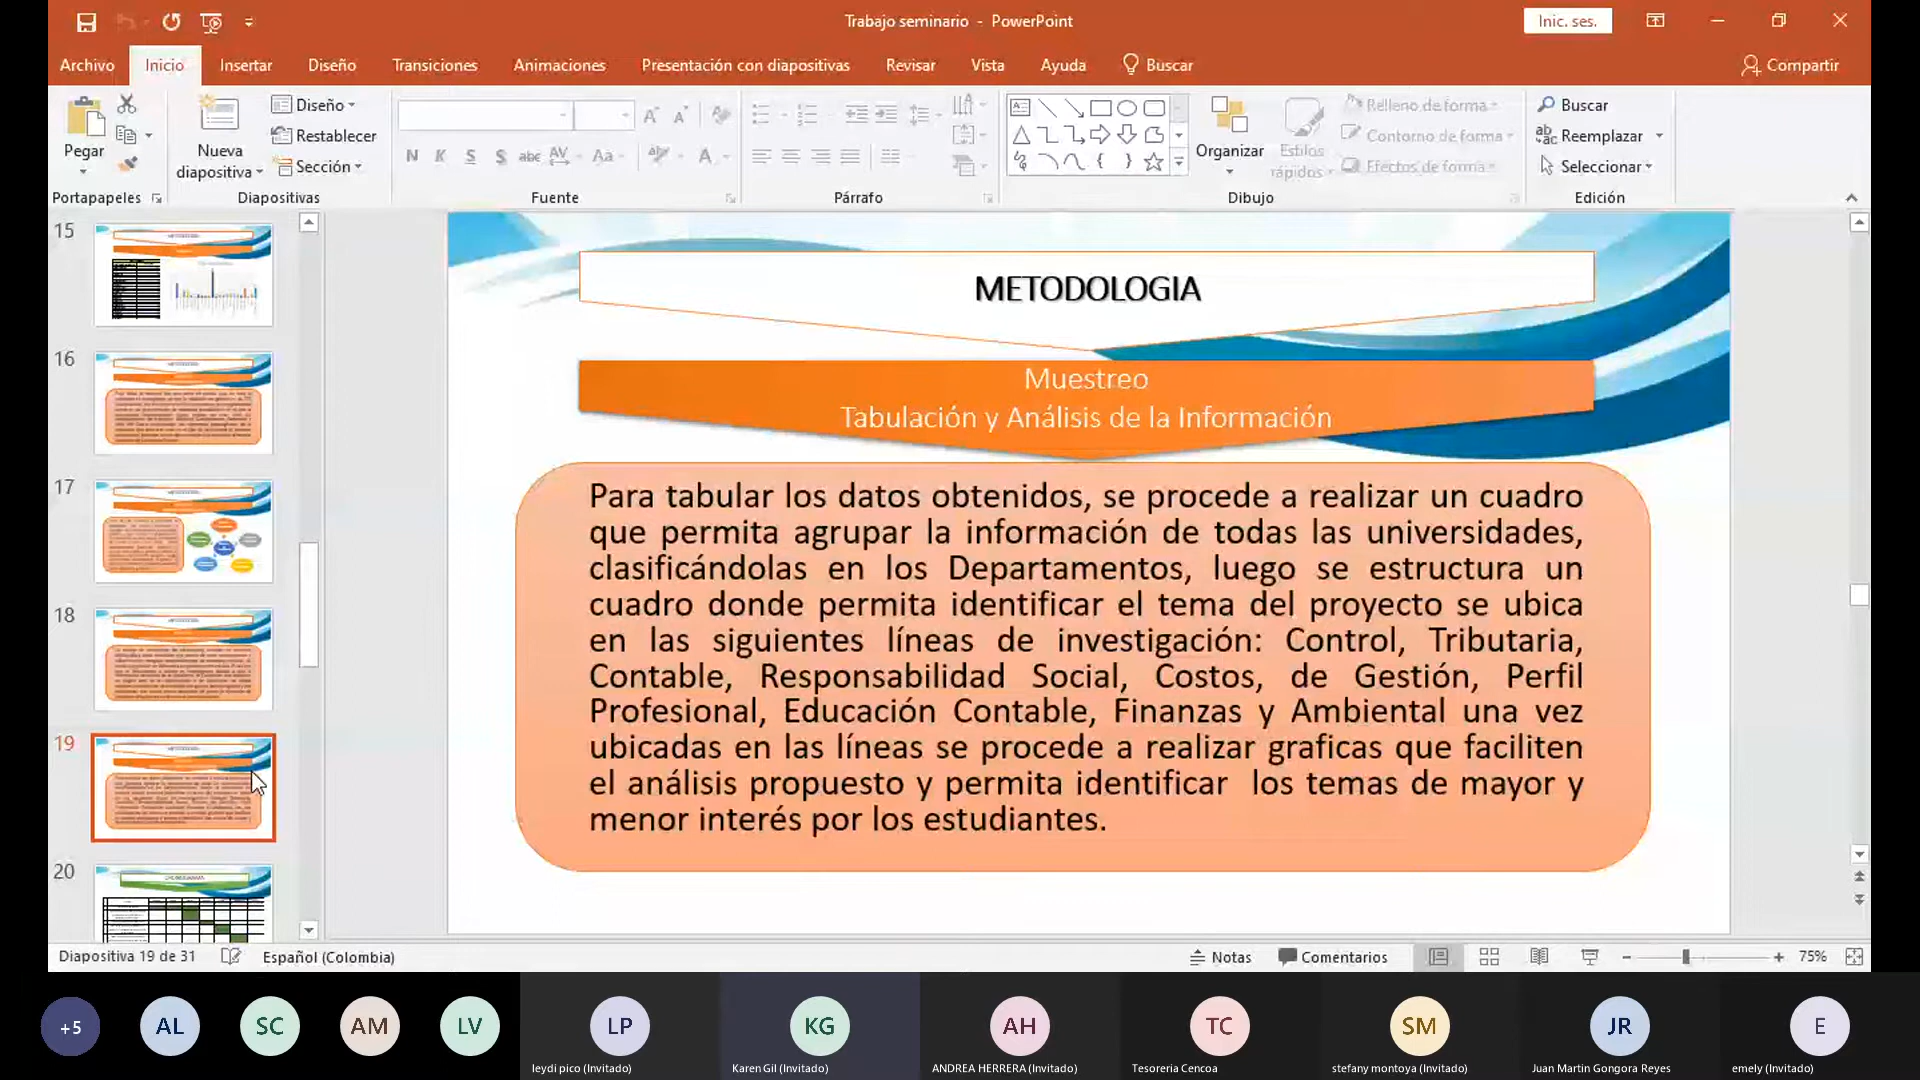 Trabajo seminario - PowerPoint
Inic. ses.
Archivo Inicio Insertar Diseño Transiciones Animaciones Presentación con diapositivas Revisar Vista Ayuda Buscar Compartir
Pegar
Portapapeles
Nueva diapositiva
Diseño
Restablecer
Sección
Diapositivas
N K S S abc AV Aa A
Fuente
Párrafo
Organizar
Estilos rápidos
Relleno de forma
Contorno de forma
Efectos de forma
Dibujo
Buscar
Reemplazar
Seleccionar
Edición
15
16
17
18
19
20
METODOLOGIA
Muestreo
Tabulación y Análisis de la Información
Para tabular los datos obtenidos, se procede a realizar un cuadro
que permita agrupar la información de todas las universidades,
clasificándolas en los Departamentos, luego se estructura un
cuadro donde permita identificar el tema del proyecto se ubica
en las siguientes líneas de investigación: Control, Tributaria,
Contable, Responsabilidad Social, Costos, de Gestión, Perfil
Profesional, Educación Contable, Finanzas y Ambiental una vez
ubicadas en las líneas se procede a realizar graficas que faciliten
el análisis propuesto y permita identificar los temas de mayor y
menor interés por los estudiantes.
Diapositiva 19 de 31 Español (Colombia) Notas Comentarios 75%
+5 AL SC AM LV LP KG AH TC SM JR E
leydi pico (Invitado) Karen Gil (Invitado) ANDREA HERRERA (Invitado) Tesoreria Cencoa stefany montoya (Invitado) Juan Martin Gongora Reyes emely (Invitado)